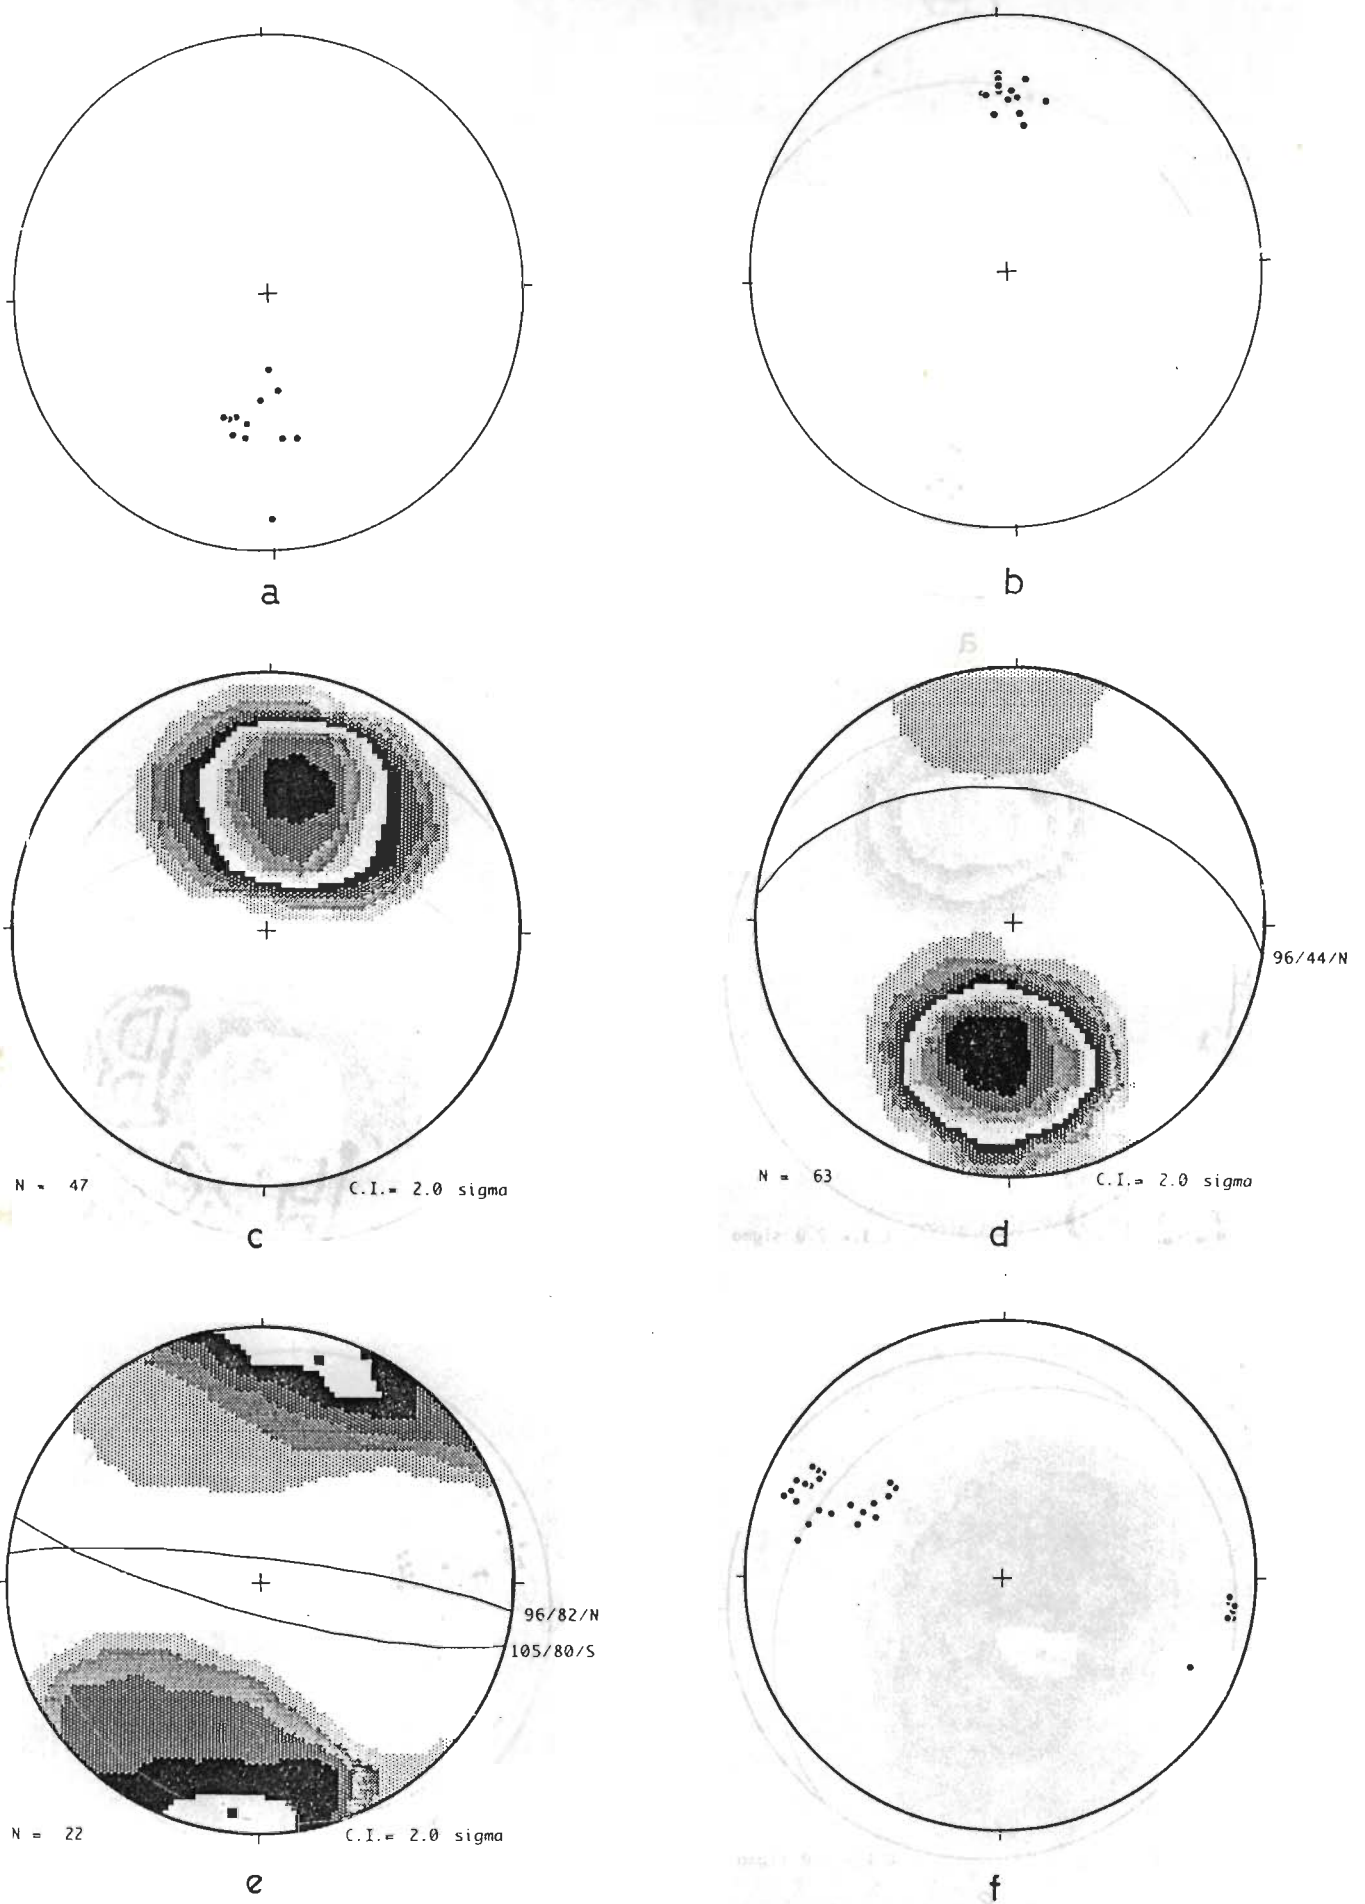 a
b
96/44/N
N = 47
C.I.= 2.0 sigma
c
N = 63
C.I.= 2.0 sigma
d
96/82/N
105/80/S
N = 22
C.I.= 2.0 sigma
e
f